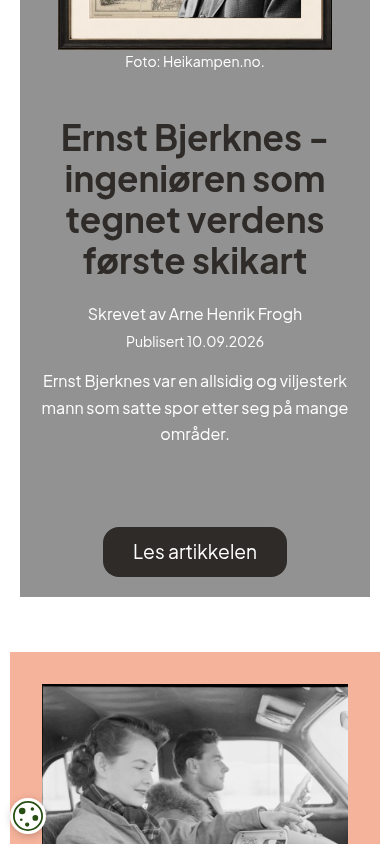 Foto: Heikampen.no.
Ernst Bjerknes –
ingeniøren som
tegnet verdens
første skikart
Skrevet av Arne Henrik Frogh
Publisert 10.09.2026
Ernst Bjerknes var en allsidig og viljesterk
mann som satte spor etter seg på mange
områder.
Les artikkelen